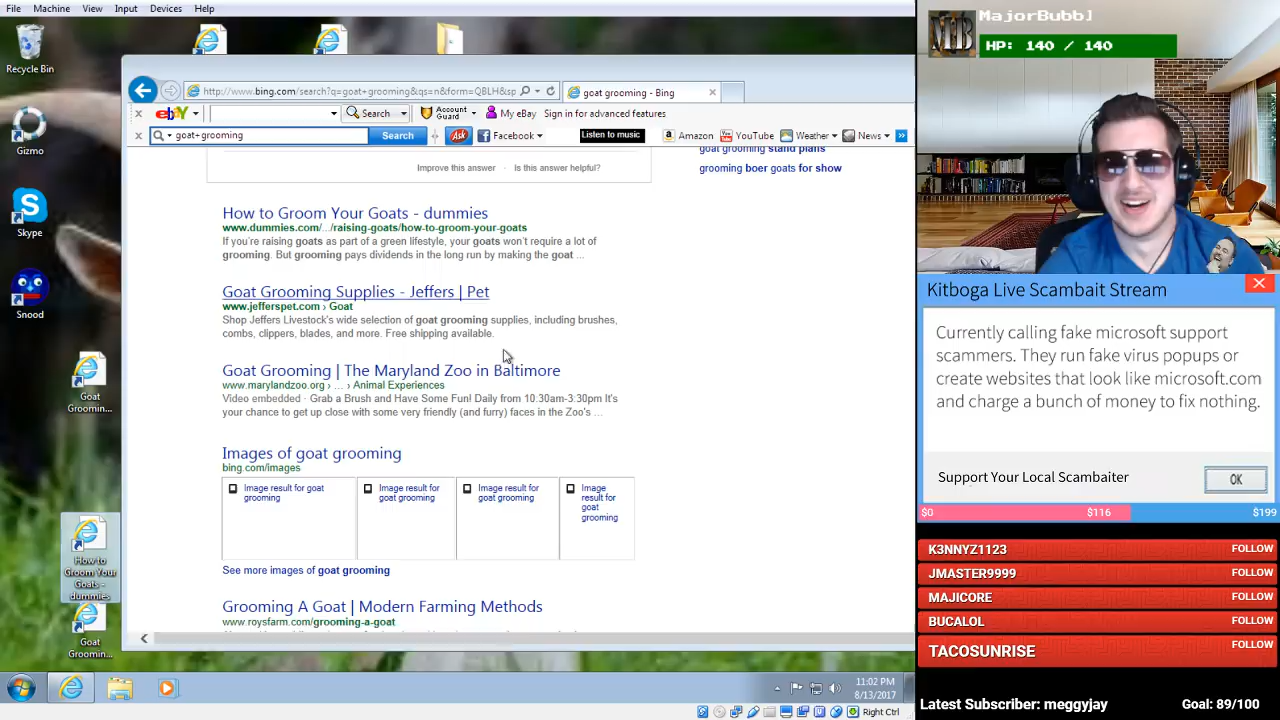 File Machine View Input Devices Help
Recycle Bin
Gizmo
Skype
Snood
Goat
Groomin...
How to
Groom Your
Goats -
dummies
Goat
Groomin...
goat grooming - Bing
ebY
Search
Account
Guard
My eBay
Sign in for advanced features
goat+grooming
Search
Ask
Facebook
Listen to music
Amazon
YouTube
Weather
News
goat grooming stand plans
grooming boer goats for show
Improve this answer · Is this answer helpful?
How to Groom Your Goats - dummies
www.dummies.com/.../raising-goats/how-to-groom-your-goats
If you're raising goats as part of a green lifestyle, your goats won't require a lot of
grooming. But grooming pays dividends in the long run by making the goat ...
Goat Grooming Supplies - Jeffers | Pet
www.jefferspet.com › Goat
Shop Jeffers Livestock's wide selection of goat grooming supplies, including brushes,
combs, clippers, blades, and more. Free shipping available.
Goat Grooming | The Maryland Zoo in Baltimore
www.marylandzoo.org › ... › Animal Experiences
Video embedded · Grab a Brush and Have Some Fun! Daily from 10:30am-3:30pm It's
your chance to get up close with some very friendly (and furry) faces in the Zoo's ...
Images of goat grooming
bing.com/images
Image result for goat
grooming
Image result for
goat grooming
Image result for
goat grooming
Image
result for
goat
grooming
See more images of goat grooming
Grooming A Goat | Modern Farming Methods
www.roysfarm.com/grooming-a-goat
11:02 PM
8/13/2017
Right Ctrl
MajorBubb]
MB
HP: 140 / 140
Kitboga Live Scambait Stream
Currently calling fake microsoft support
scammers. They run fake virus popups or
create websites that look like microsoft.com
and charge a bunch of money to fix nothing.
Support Your Local Scambaiter
OK
$0 $116 $199
K3NNYZ1123 FOLLOW
JMASTER9999 FOLLOW
MAJICORE FOLLOW
BUCALOL FOLLOW
TACOSUNRISE FOLLOW
Latest Subscriber: meggyjay Goal: 89/100